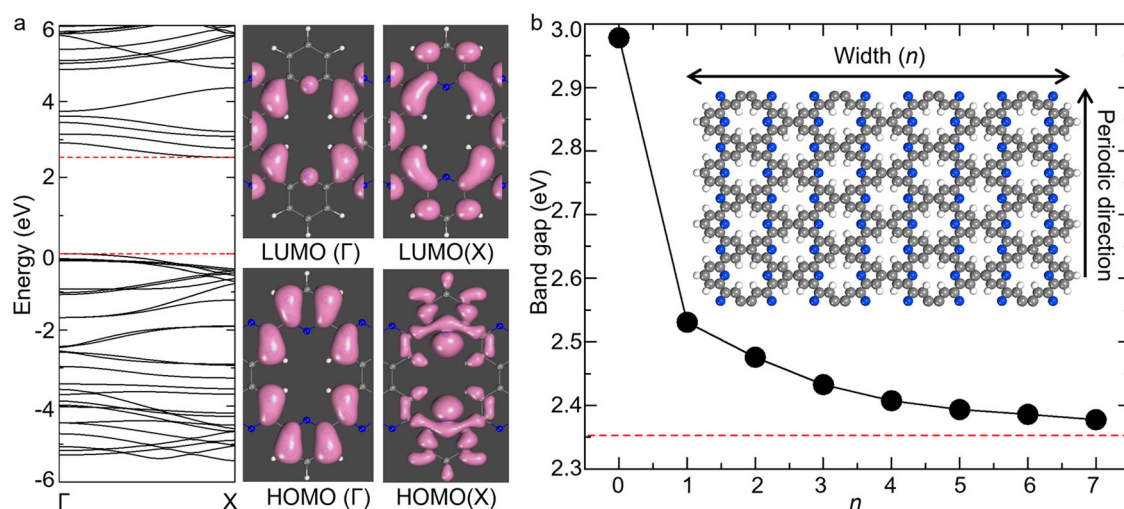 a
Energy (eV)
6
4
2
0
-2
-4
-6
Γ
X
LUMO (Γ)
LUMO(X)
HOMO (Γ)
HOMO(X)
b
Band gap (eV)
3.0
2.9
2.8
2.7
2.6
2.5
2.4
2.3
Width (n)
Periodic direction
0
1
2
3
4
5
6
7
n